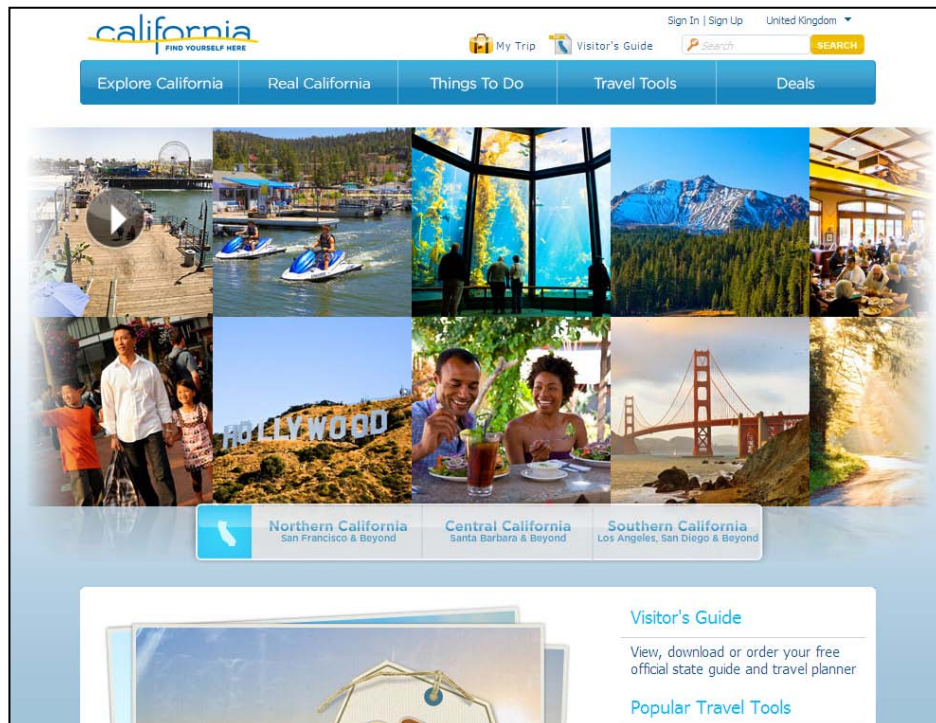 california
FIND YOURSELF HERE
Sign In | Sign Up United Kingdom
My Trip Visitor's Guide Search SEARCH
Explore California Real California Things To Do Travel Tools Deals
HOLLYWOOD
Northern California Central California Southern California
San Francisco & Beyond Santa Barbara & Beyond Los Angeles, San Diego & Beyond
Visitor's Guide
View, download or order your free
official state guide and travel planner
Popular Travel Tools